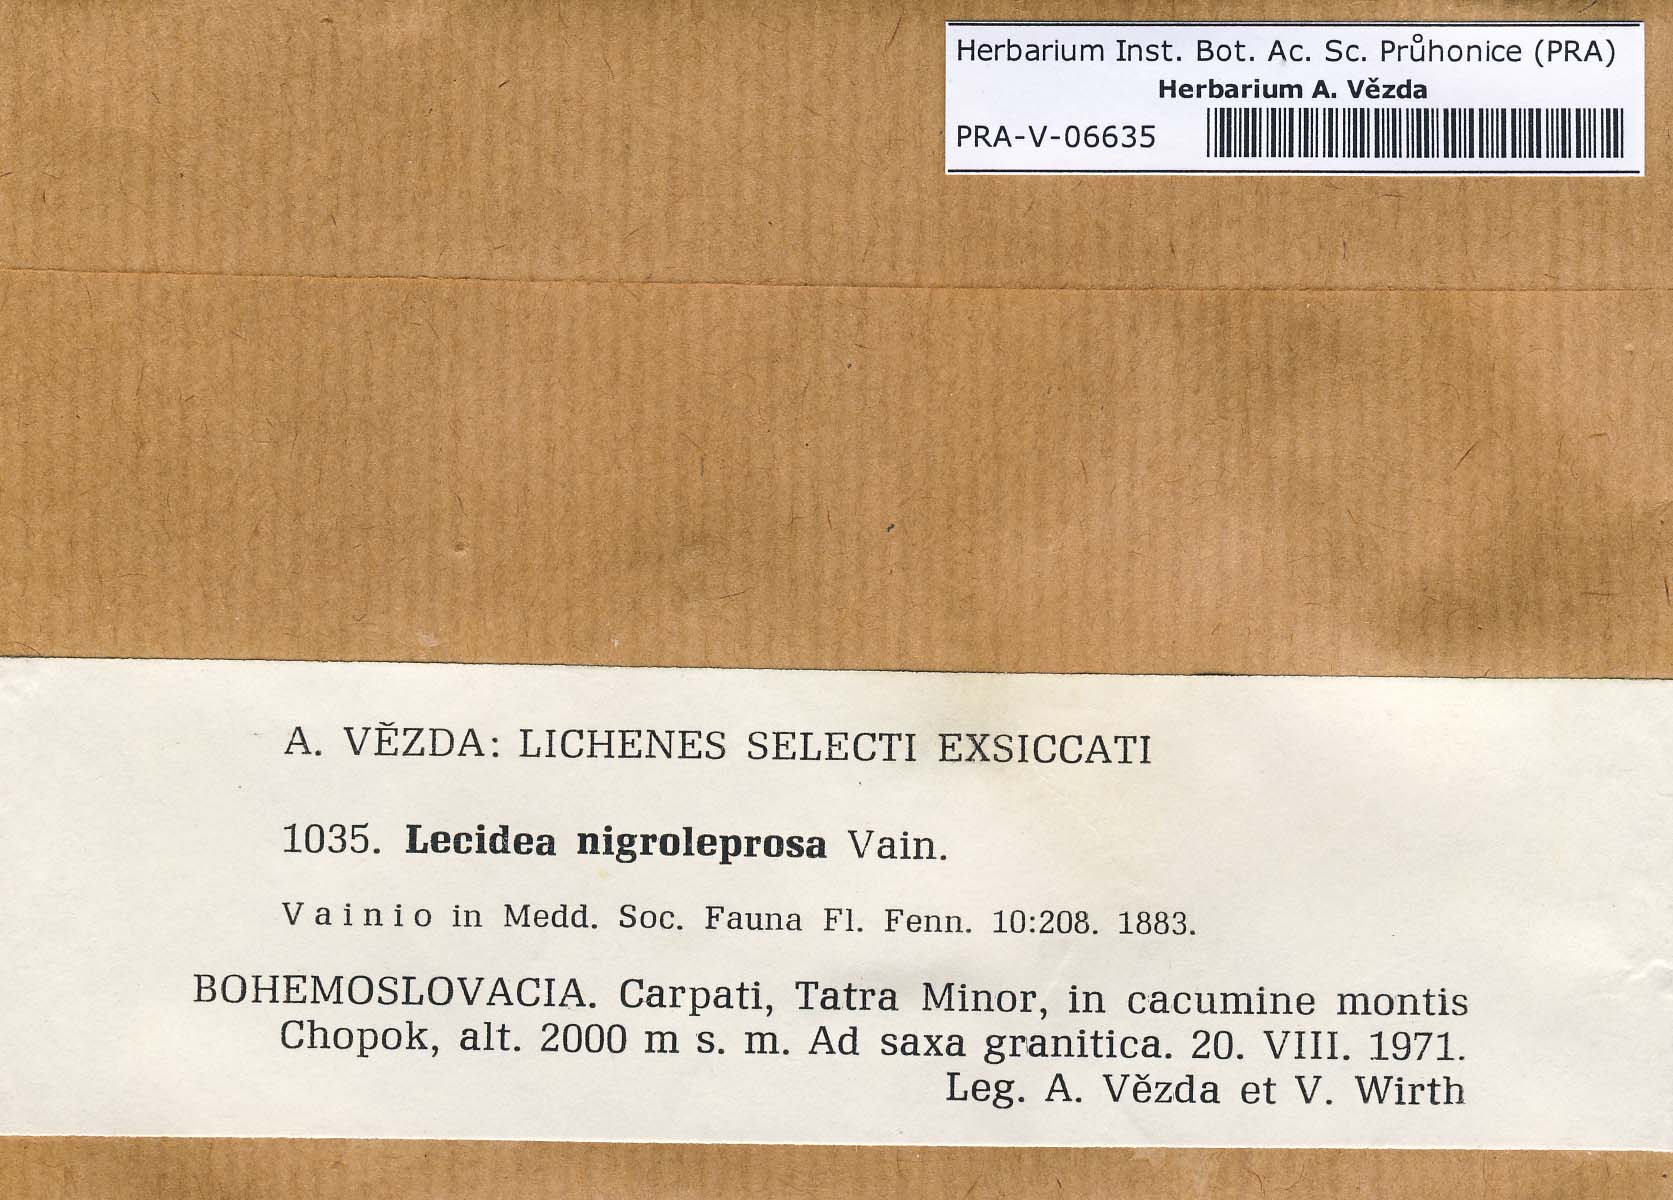 Herbarium Inst. Bot. Ac. Sc. Průhonice (PRA)
Herbarium A. Vězda
PRA-V-06635
A. VĚZDA: LICHENES SELECTI EXSICCATI
1035. Lecidea nigroleprosa Vain.
Vainio in Medd. Soc. Fauna Fl. Fenn. 10:208. 1883.
BOHEMOSLOVACIA. Carpati, Tatra Minor, in cacumine montis
Chopok, alt. 2000 m s. m. Ad saxa granitica. 20. VIII. 1971.
Leg. A. Vězda et V. Wirth